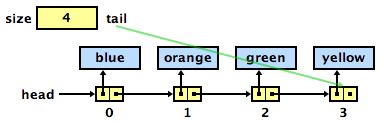 size 4 tail
blue orange green yellow
head
0 1 2 3